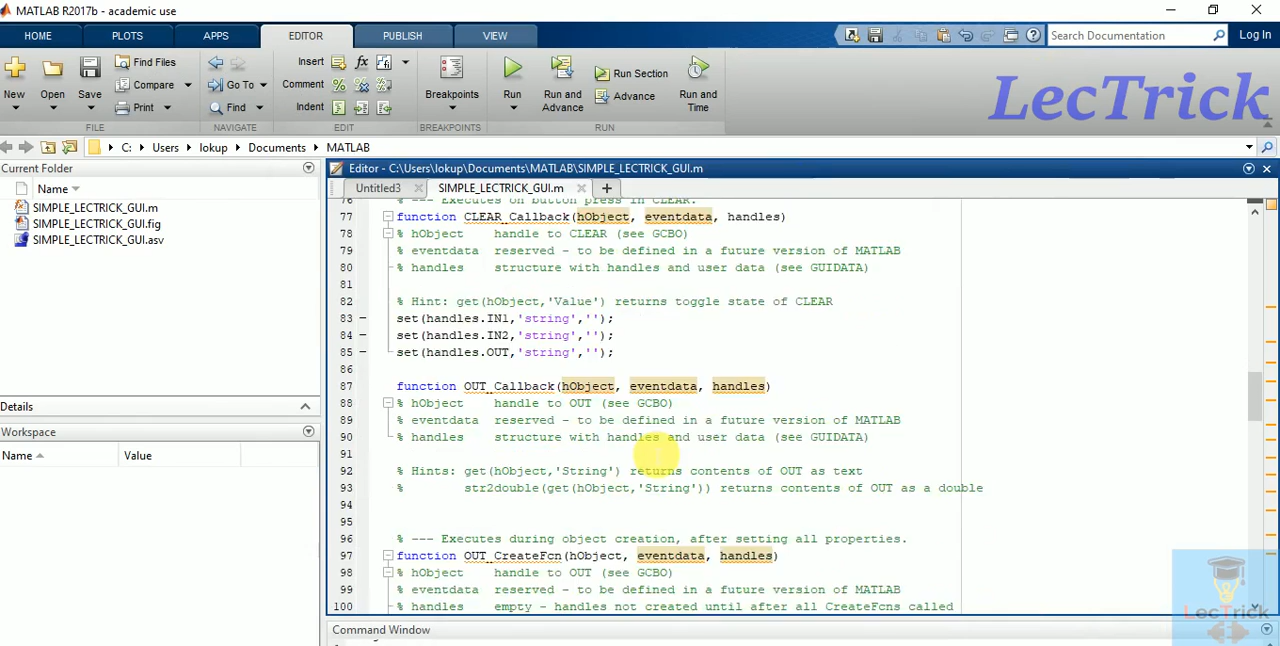 MATLAB R2017b - academic use
HOME PLOTS APPS EDITOR PUBLISH VIEW
Search Documentation Log In
New Open Save Find Files Compare Print
Go To Find
Insert fx
Comment
Indent
Breakpoints
Run Run and Advance Run Section Advance Run and Time
FILE NAVIGATE EDIT BREAKPOINTS RUN
LecTrick
C: Users lokup Documents MATLAB
Current Folder
Name
SIMPLE_LECTRICK_GUI.m
SIMPLE_LECTRICK_GUI.fig
SIMPLE_LECTRICK_GUI.asv
Details
Workspace
Name Value
Editor - C:\Users\lokup\Documents\MATLAB\SIMPLE_LECTRICK_GUI.m
Untitled3 SIMPLE_LECTRICK_GUI.m
76 % --- Executes on button press in CLEAR.
77 function CLEAR_Callback(hObject, eventdata, handles)
78 % hObject    handle to CLEAR (see GCBO)
79 % eventdata  reserved - to be defined in a future version of MATLAB
80 % handles    structure with handles and user data (see GUIDATA)
81
82 % Hint: get(hObject,'Value') returns toggle state of CLEAR
83 set(handles.IN1,'string','');
84 set(handles.IN2,'string','');
85 set(handles.OUT,'string','');
86
87 function OUT_Callback(hObject, eventdata, handles)
88 % hObject    handle to OUT (see GCBO)
89 % eventdata  reserved - to be defined in a future version of MATLAB
90 % handles    structure with handles and user data (see GUIDATA)
91
92 % Hints: get(hObject,'String') returns contents of OUT as text
93 %        str2double(get(hObject,'String')) returns contents of OUT as a double
94
95
96 % --- Executes during object creation, after setting all properties.
97 function OUT_CreateFcn(hObject, eventdata, handles)
98 % hObject    handle to OUT (see GCBO)
99 % eventdata  reserved - to be defined in a future version of MATLAB
100 % handles    empty - handles not created until after all CreateFcns called
Command Window
LecTrick